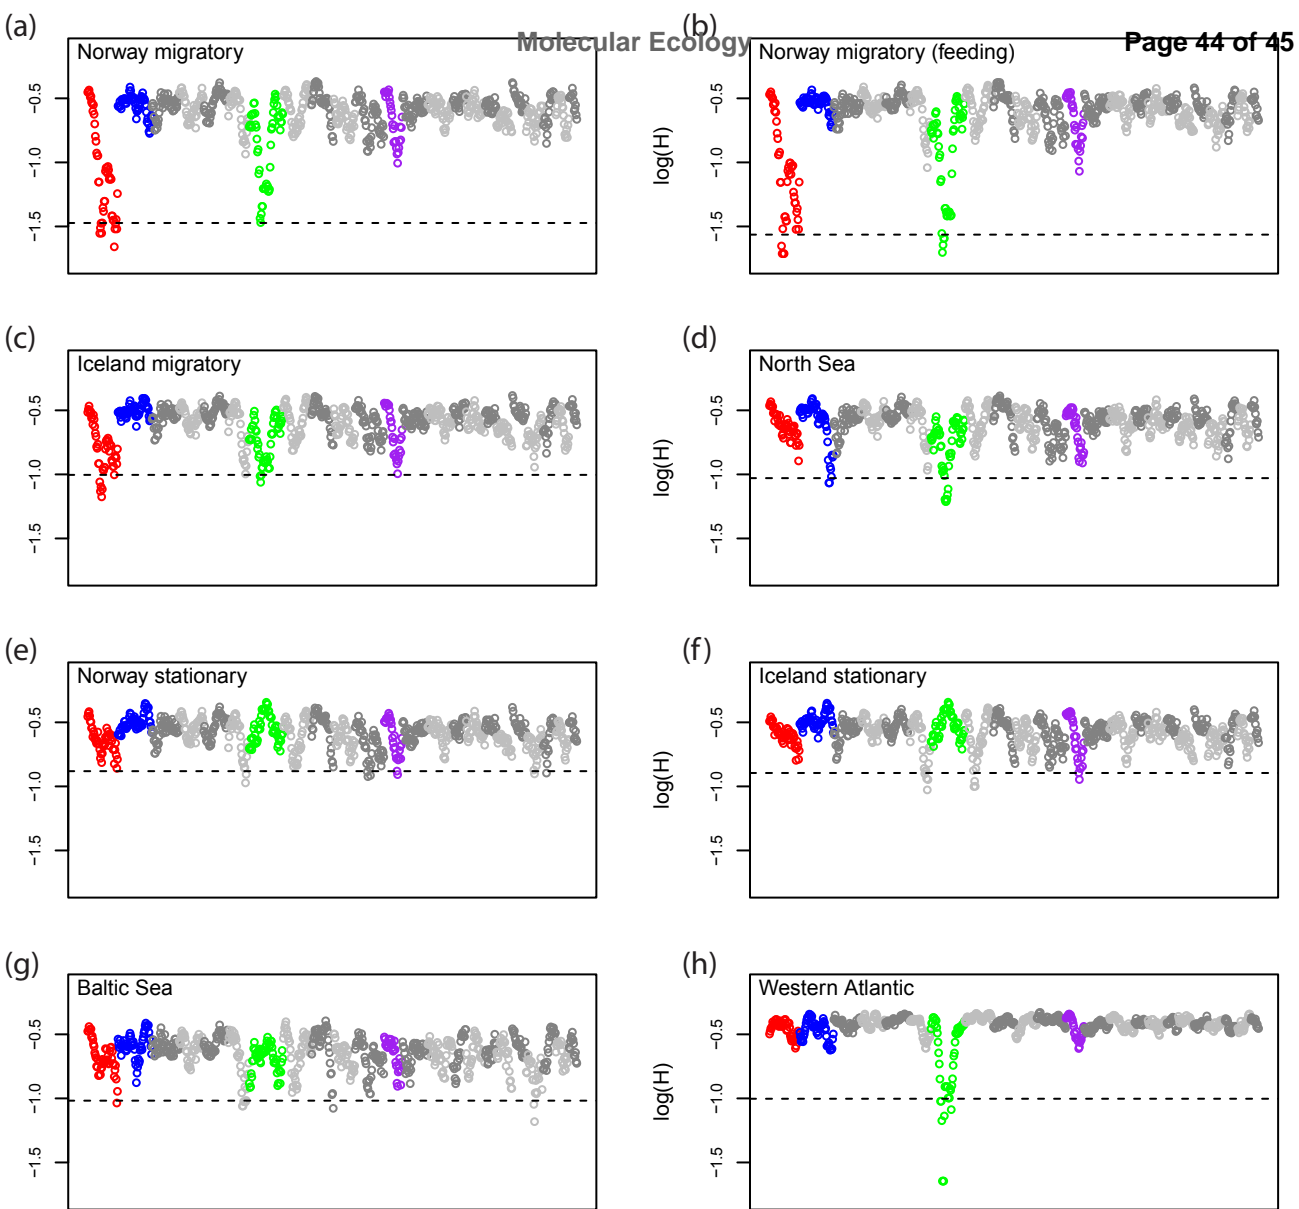 Molecular Ecology
Page 44 of 45
(a)
Norway migratory
−0.5
−1.0
−1.5
(b)
Norway migratory (feeding)
log(H)
−0.5
−1.0
−1.5
(c)
Iceland migratory
−0.5
−1.0
−1.5
(d)
North Sea
log(H)
−0.5
−1.0
−1.5
(e)
Norway stationary
−0.5
−1.0
−1.5
(f)
Iceland stationary
log(H)
−0.5
−1.0
−1.5
(g)
Baltic Sea
−0.5
−1.0
−1.5
(h)
Western Atlantic
log(H)
−0.5
−1.0
−1.5